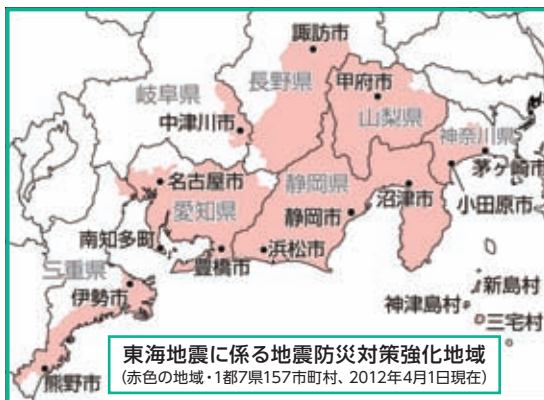 諏訪市
長野県
甲府市
山梨県
岐阜県
中津川市
神奈川県
茅ヶ崎市
小田原市
名古屋市
愛知県
静岡県
静岡市
沼津市
南知多町
豊橋市
浜松市
三重県
伊勢市
熊野市
新島村
神津島村
三宅村
東海地震に係る地震防災対策強化地域
(赤色の地域・1都7県157市町村、2012年4月1日現在)